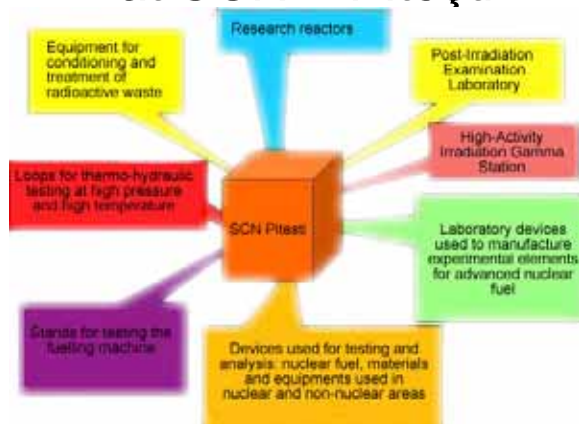 Research reactors
Equipment for
conditioning and
treatment of
radioactive waste
Post-Irradiation
Examination
Laboratory
High-Activity
Irradiation Gamma
Station
Loops for thermo-hydraulic
testing at high pressure
and high temperature
SCN Pitesti
Laboratory devices
used to manufacture
experimental elements
for advanced nuclear
fuel
Stands for testing the
fuelling machine
Devices used for testing and
analysis: nuclear fuel, materials
and equipments used in
nuclear and non-nuclear areas